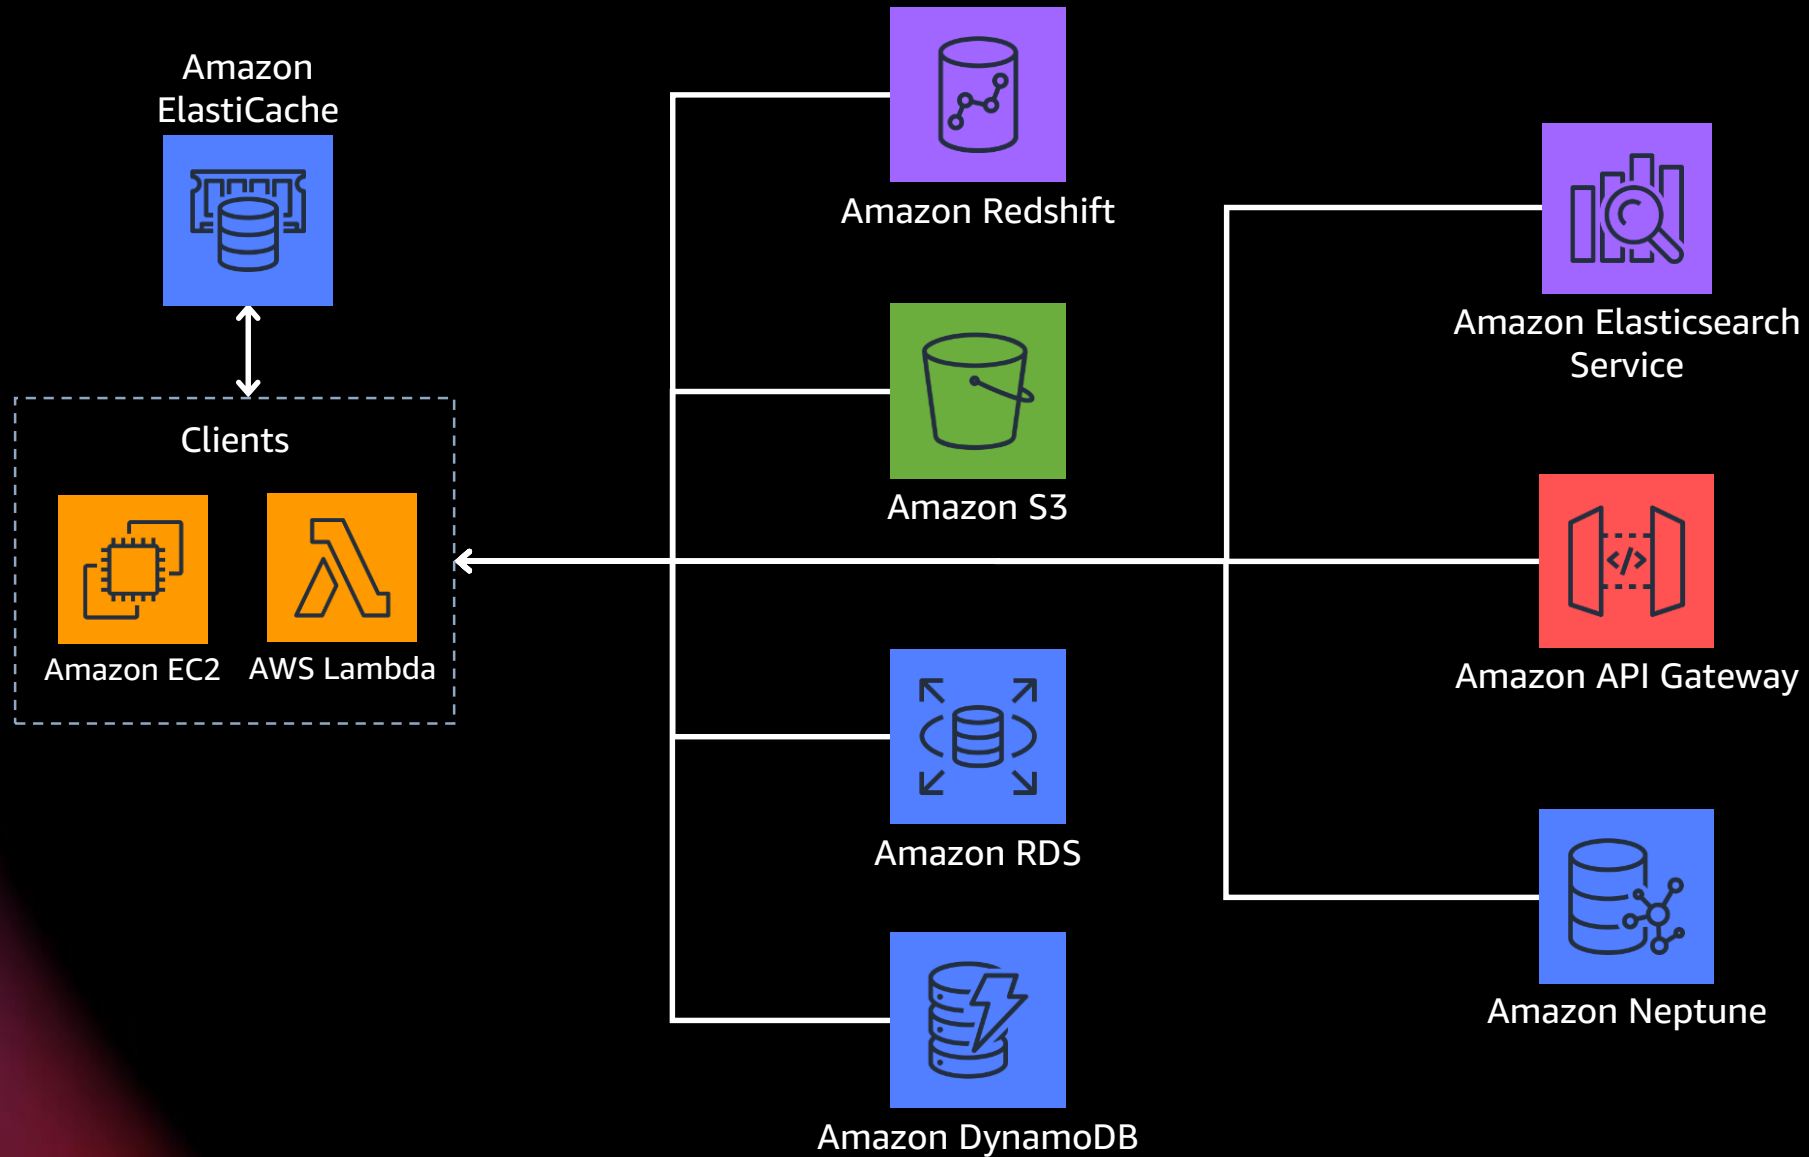 Amazon
ElastiCache
Clients
Amazon EC2
AWS Lambda
Amazon Redshift
Amazon S3
Amazon RDS
Amazon DynamoDB
Amazon Elasticsearch
Service
</>
Amazon API Gateway
Amazon Neptune